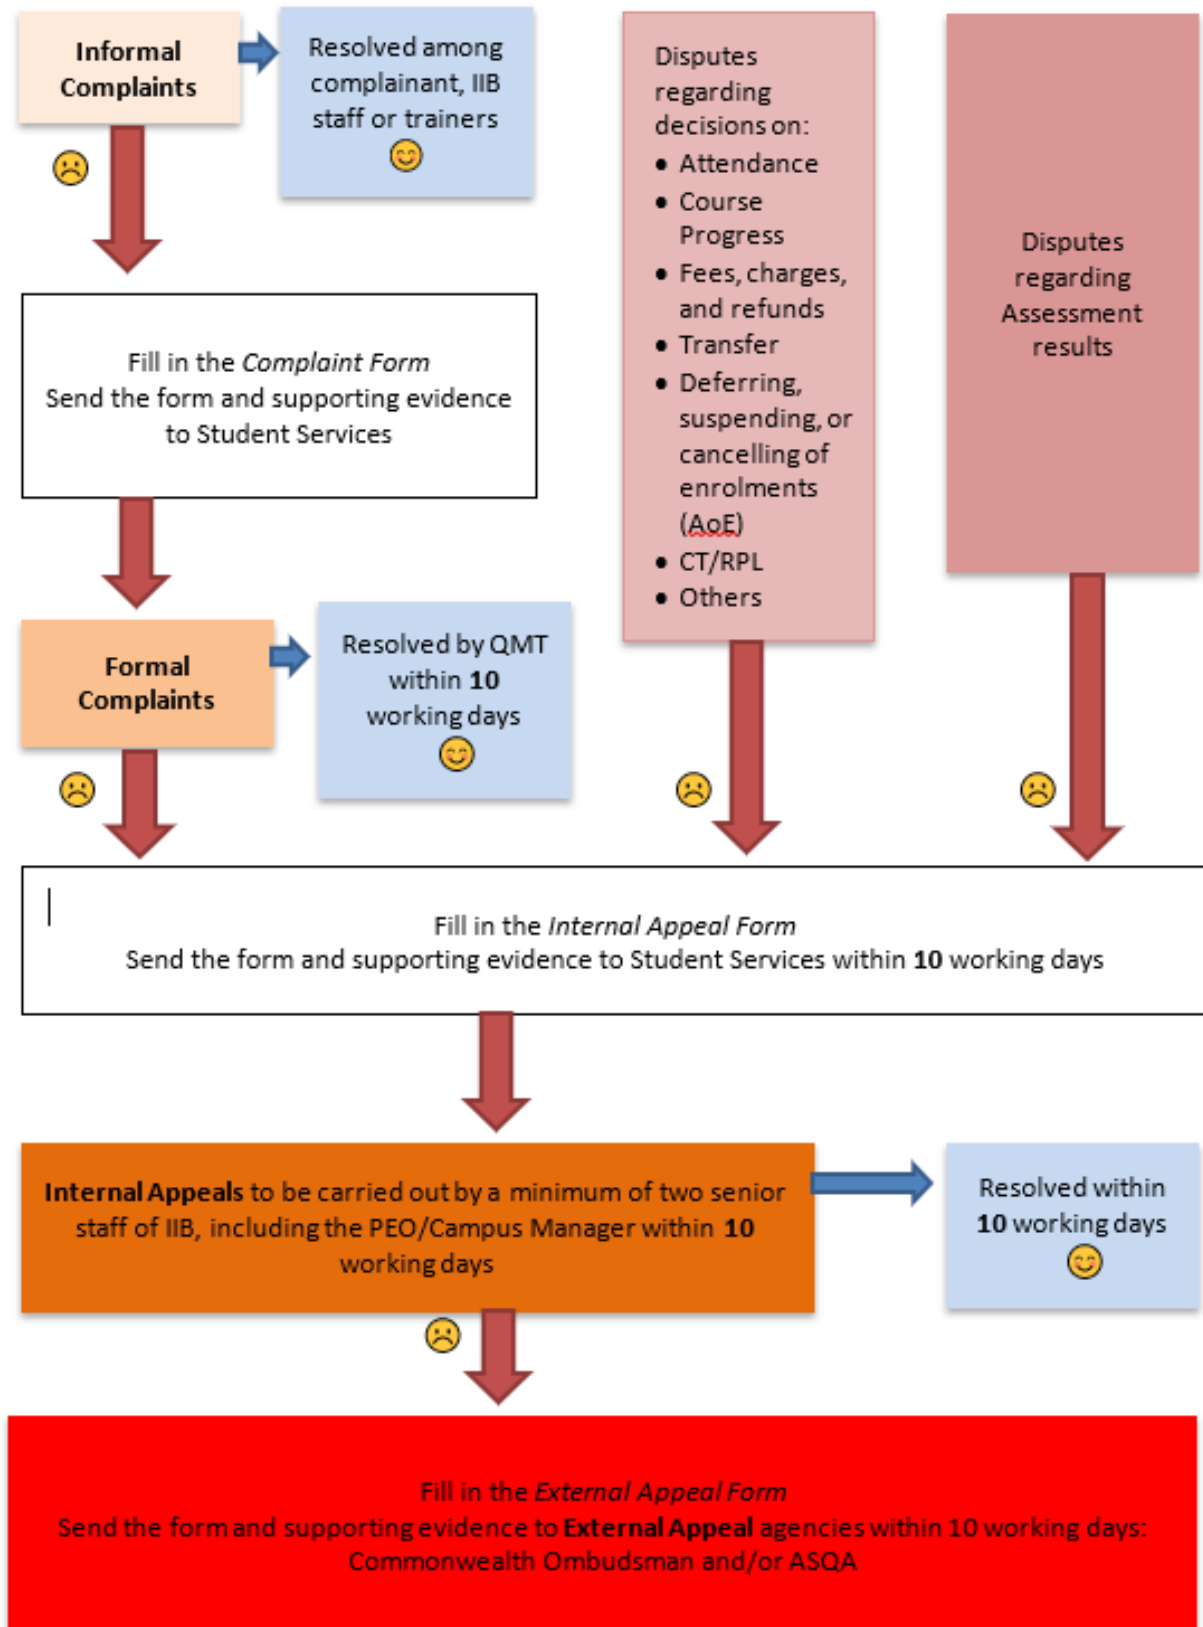 Informal
Complaints
Resolved among
complainant, IIB
staff or trainers
Disputes
regarding
decisions on:
• Attendance
• Course
Progress
• Fees, charges,
and refunds
• Transfer
• Deferring,
suspending, or
cancelling of
enrolments
(AoE)
• CT/RPL
• Others
Disputes
regarding
Assessment
results
Fill in the Complaint Form
Send the form and supporting evidence
to Student Services
Formal
Complaints
Resolved by QMT
within 10
working days
Fill in the Internal Appeal Form
Send the form and supporting evidence to Student Services within 10 working days
Internal Appeals to be carried out by a minimum of two senior
staff of IIB, including the PEO/Campus Manager within 10
working days
Resolved within
10 working days
Fill in the External Appeal Form
Send the form and supporting evidence to External Appeal agencies within 10 working days:
Commonwealth Ombudsman and/or ASQA